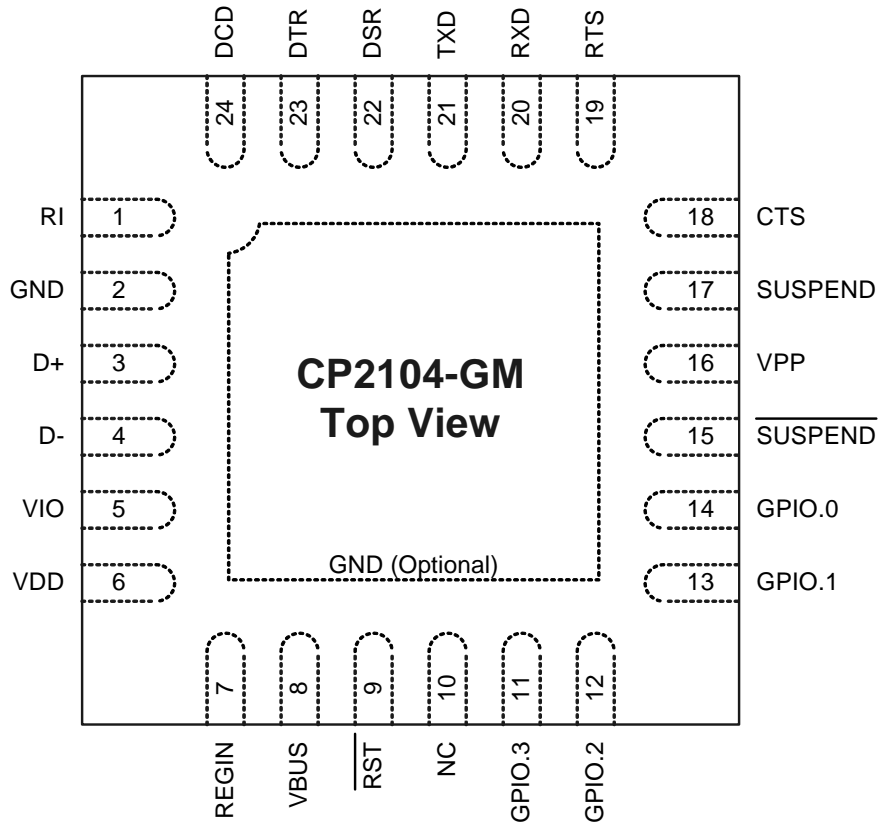 DCD
DTR
DSR
TXD
RXD
RTS
24
23
22
21
20
19
RI 1
GND 2
D+ 3
D- 4
VIO 5
VDD 6
18 CTS
17 SUSPEND
16 VPP
15 SUSPEND
14 GPIO.0
13 GPIO.1
CP2104-GM
Top View
GND (Optional)
7
8
9
10
11
12
REGIN
VBUS
RST
NC
GPIO.3
GPIO.2